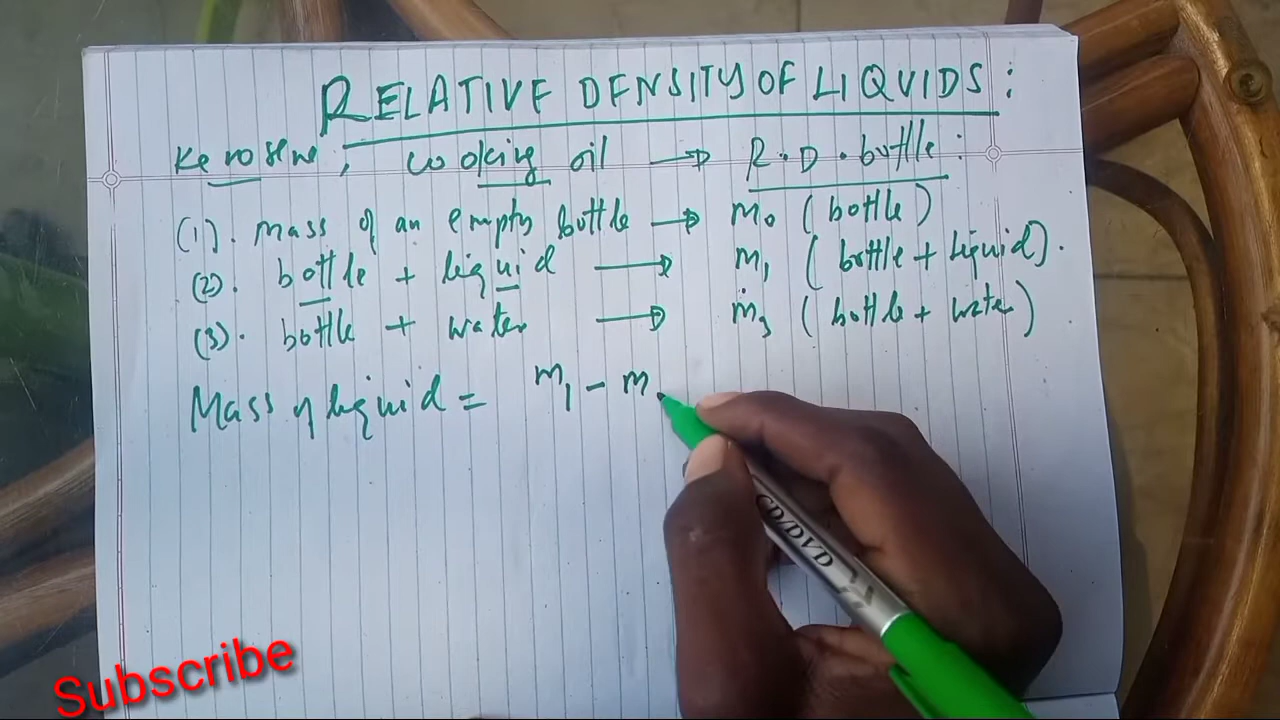 RELATIVE DENSITY OF LIQUIDS:
Kerosene, cooking oil → R.D.bottle:
(1). Mass of an empty bottle → m₀ (bottle)
(2). bottle + liquid → m₁ (bottle + liquid).
(3). bottle + water → m₃ (bottle + water)
Mass of liquid = m₁ - m
CD/DVD
Subscribe